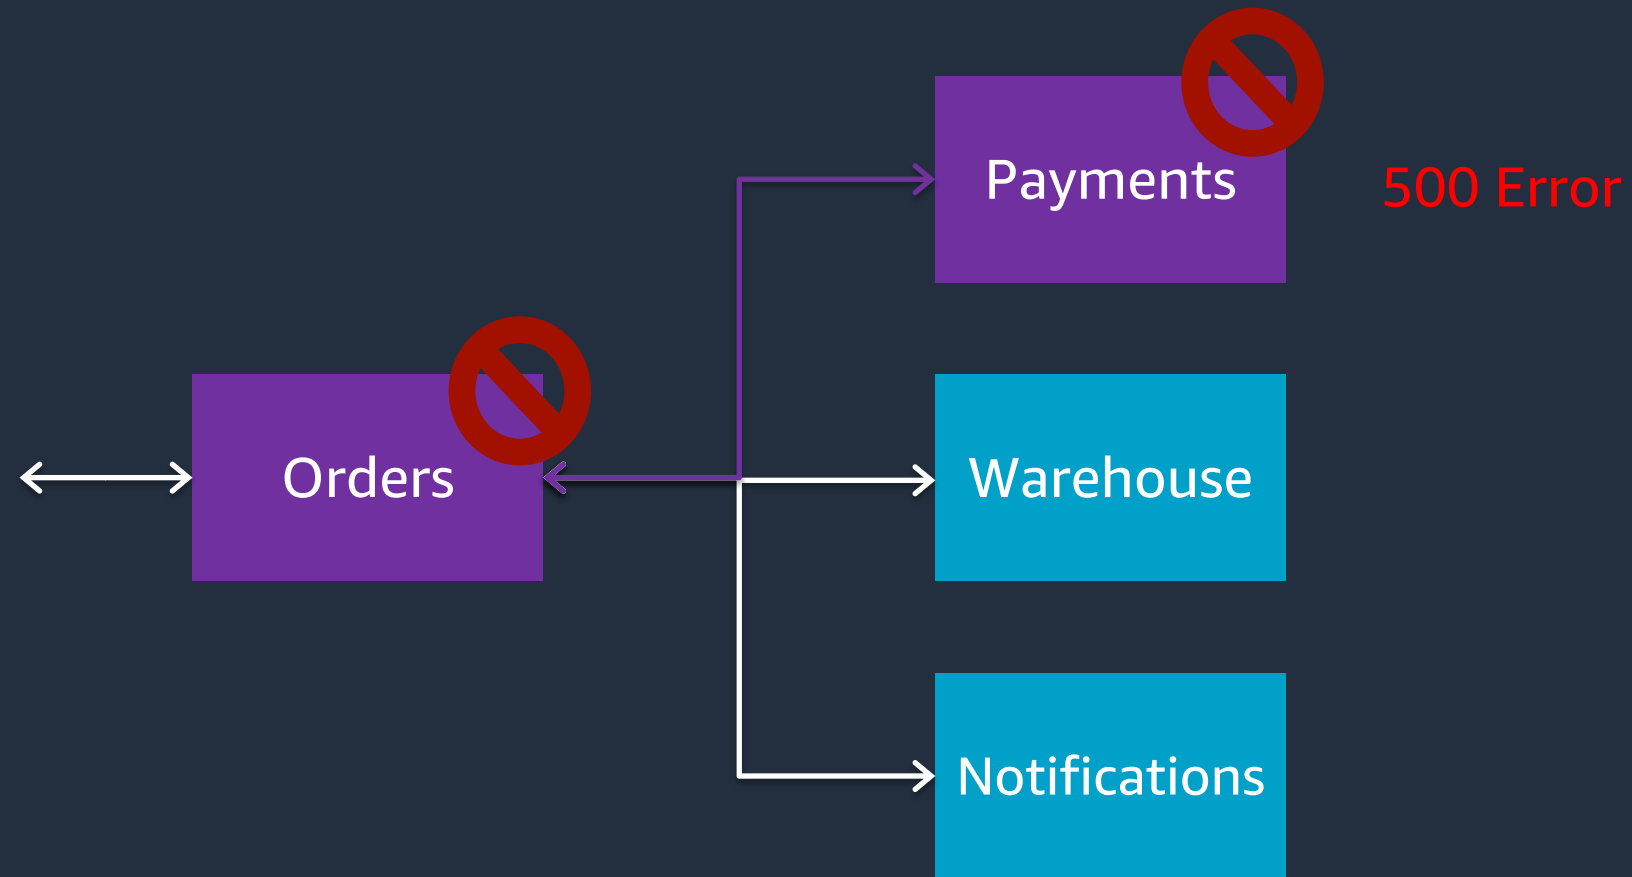 Payments
500 Error
Orders
Warehouse
Notifications